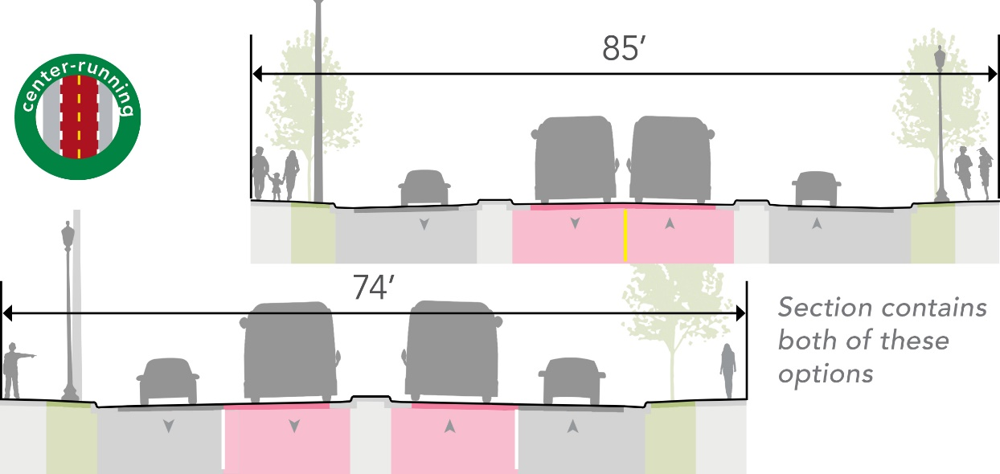 center-running
85′
74′
Section contains
both of these
options